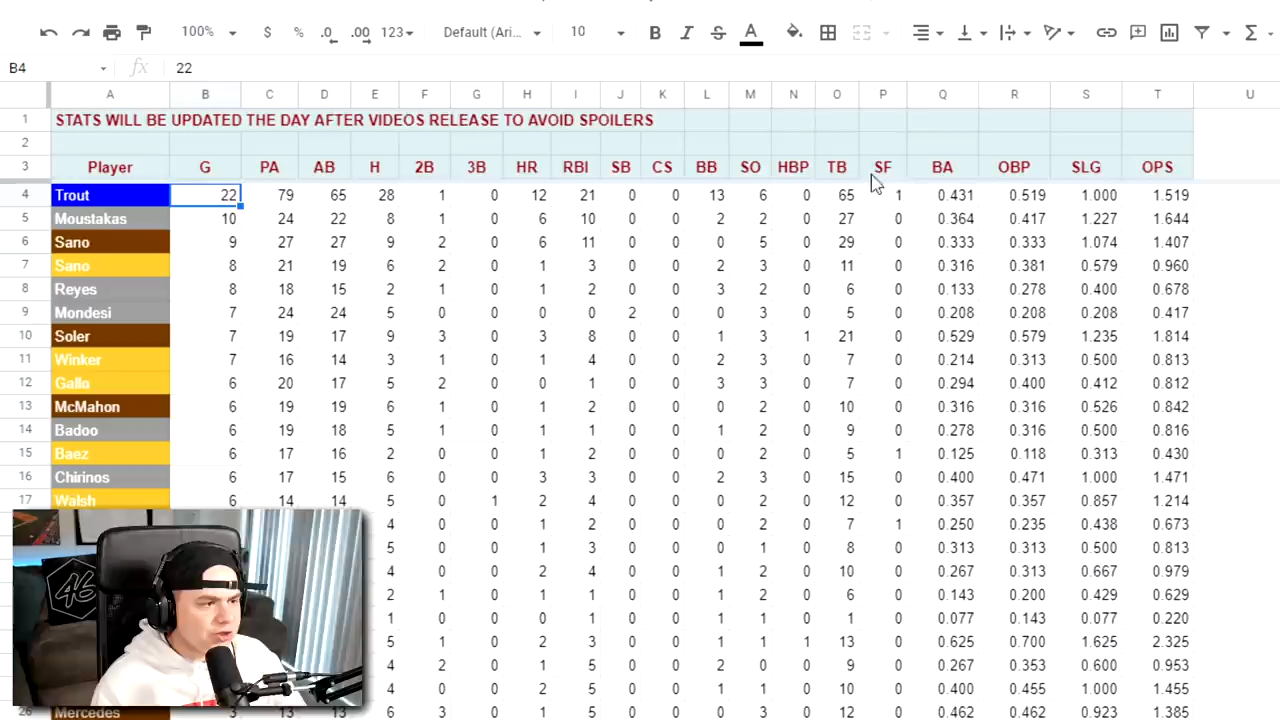 100% $ % .0 .00 123 Default (Ari... 10 B I S A Σ
B4 fx 22
A B C D E F G H I J K L M N O P Q R S T U
1 STATS WILL BE UPDATED THE DAY AFTER VIDEOS RELEASE TO AVOID SPOILERS
2
3 Player G PA AB H 2B 3B HR RBI SB CS BB SO HBP TB SF BA OBP SLG OPS
4 Trout 22 79 65 28 1 0 12 21 0 0 13 6 0 65 1 0.431 0.519 1.000 1.519
5 Moustakas 10 24 22 8 1 0 6 10 0 0 2 2 0 27 0 0.364 0.417 1.227 1.644
6 Sano 9 27 27 9 2 0 6 11 0 0 0 5 0 29 0 0.333 0.333 1.074 1.407
7 Sano 8 21 19 6 2 0 1 3 0 0 2 3 0 11 0 0.316 0.381 0.579 0.960
8 Reyes 8 18 15 2 1 0 1 2 0 0 3 2 0 6 0 0.133 0.278 0.400 0.678
9 Mondesi 7 24 24 5 0 0 0 0 2 0 0 3 0 5 0 0.208 0.208 0.208 0.417
10 Soler 7 19 17 9 3 0 3 8 0 0 1 3 1 21 0 0.529 0.579 1.235 1.814
11 Winker 7 16 14 3 1 0 1 4 0 0 2 3 0 7 0 0.214 0.313 0.500 0.813
12 Gallo 6 20 17 5 2 0 0 1 0 0 3 3 0 7 0 0.294 0.400 0.412 0.812
13 McMahon 6 19 19 6 1 0 1 2 0 0 0 2 0 10 0 0.316 0.316 0.526 0.842
14 Badoo 6 19 18 5 1 0 1 1 0 0 1 2 0 9 0 0.278 0.316 0.500 0.816
15 Baez 6 17 16 2 0 0 1 2 0 0 0 2 0 5 1 0.125 0.118 0.313 0.430
16 Chirinos 6 17 15 6 0 0 3 3 0 0 2 3 0 15 0 0.400 0.471 1.000 1.471
17 Walsh 6 14 14 5 0 1 2 4 0 0 0 2 0 12 0 0.357 0.357 0.857 1.214
4 0 0 1 2 0 0 0 2 0 7 1 0.250 0.235 0.438 0.673
5 0 0 1 3 0 0 0 1 0 8 0 0.313 0.313 0.500 0.813
4 0 0 2 4 0 0 1 2 0 10 0 0.267 0.313 0.667 0.979
2 1 0 1 1 0 0 1 2 0 6 0 0.143 0.200 0.429 0.629
1 0 0 0 1 0 0 1 1 0 1 0 0.077 0.143 0.077 0.220
5 1 0 2 3 0 0 1 1 1 13 0 0.625 0.700 1.625 2.325
4 2 0 1 5 0 0 2 0 0 9 0 0.267 0.353 0.600 0.953
4 0 0 2 5 0 0 1 1 0 10 0 0.400 0.455 1.000 1.455
26 Mercedes 3 13 13 6 3 0 1 5 0 0 0 3 0 12 0 0.462 0.462 0.923 1.385
46